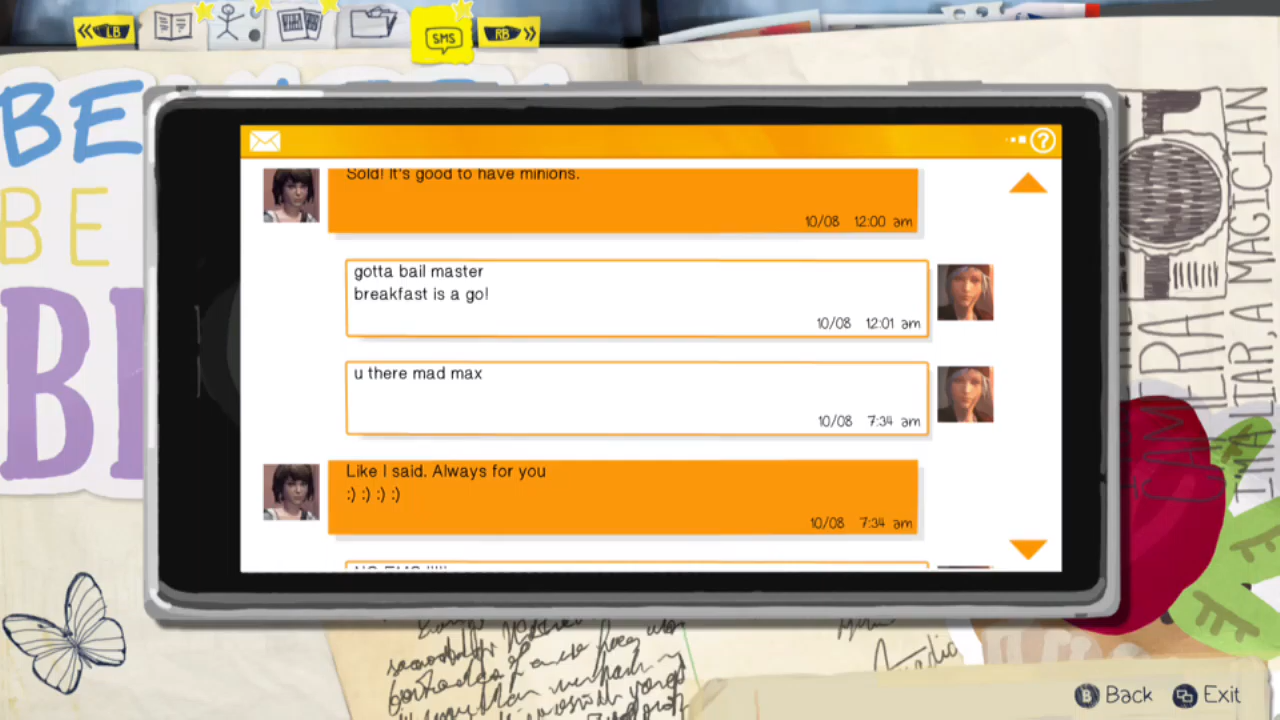 LB
SMS
RB
Sold! It's good to have minions.
10/08 12:00 am
gotta bail master
breakfast is a go!
10/08 12:01 am
u there mad max
10/08 7:34 am
Like I said. Always for you
:) :) :) :)
10/08 7:34 am
BE
BE
CAMERA
LIAR, A MAGICIAN
B Back
Exit